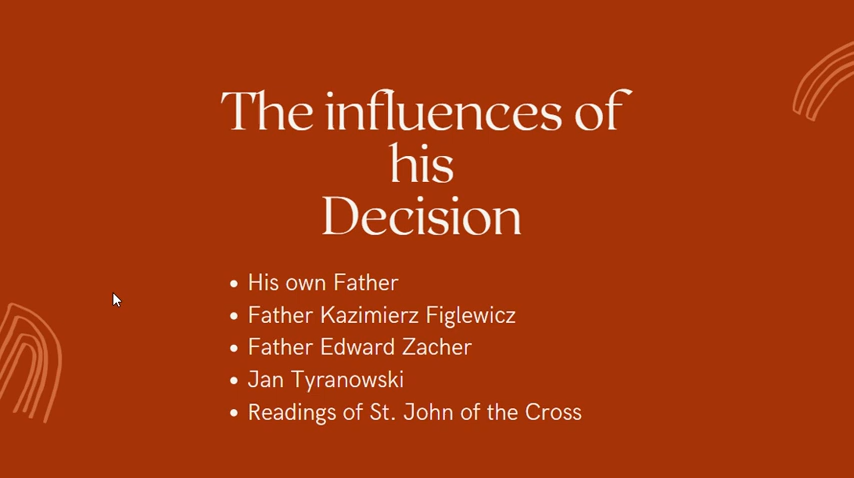 The influences of
his
Decision
• His own Father
• Father Kazimierz Figlewicz
• Father Edward Zacher
• Jan Tyranowski
• Readings of St. John of the Cross